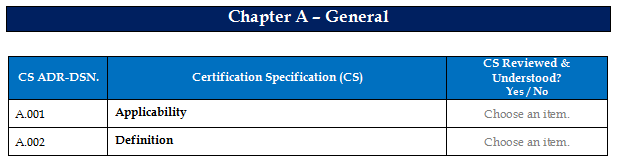 Chapter A – General
CS ADR-DSN.
Certification Specification (CS)
CS Reviewed &
Understood?
Yes / No
A.001
Applicability
Choose an item.
A.002
Definition
Choose an item.